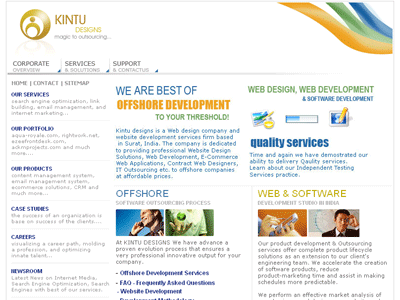 KINTU
DESIGNS
magic to outsourcing...
CORPORATE
OVERVIEW
SERVICES
& SOLUTIONS
SUPPORT
& CONTACTUS
HOME | CONTACT | SITEMAP
OUR SERVICES
search engine optimization, link
building, email management, and
internet marketing...
OUR PORTFOLIO
aqua-rovals.com, rightwork.net,
azeafrontdesk.com,
admiralprojects.com and much
more....
OUR PRODUCTS
content management system,
email management system,
ecommerce solutions, CRM and
much more...
CASE STUDIES
the success of an organization is
based on success of the clients....
CAREERS
visualizing a career path, avoiding
a profession, and optimizing
innate talents...
NEWSROOM
Latest News on Internet Media,
Search Engine Optimization, Search
Engines with best of our services.
WE ARE BEST OF
OFFSHORE DEVELOPMENT
TO YOUR THRESHOLD!
Kintu designs is a Web design company and
website development services firm based
in Surat, India. The company is dedicated
to providing professional Website Design
Solutions, Web Development, E-Commerce
Web Applications, Contract Web Designers,
IT Outsourcing etc. to offshore companies
at affordable prices.
WEB DESIGN, WEB DEVELOPMENT
& SOFTWARE DEVELOPMENT
quality services
Time and again we have demonstrated our
ability to delivery Qaulity services.
Learn about our Independent Testing
Services practice.
OFFSHORE
SOFTWARE OUTSOURCING PROCESS
At KINTU DESIGNS We have a
proven evolution process that ensures
a very professional innovative output for
your company.
- Offshore Development Services
- FAQ - Frequently Asked Questions
- Website Development
- Development Methodology
WEB & SOFTWARE
DEVELOPMENT STUDIO IN INDIA
Our product development & Outsourcing
services offer complete product lifecycle
solutions as an extension to our client's
engineering team. We accelerate the
creation of software products, reduce
product-marketing time and assist in making
schedules more predictable.
We perform an effective market analysis of